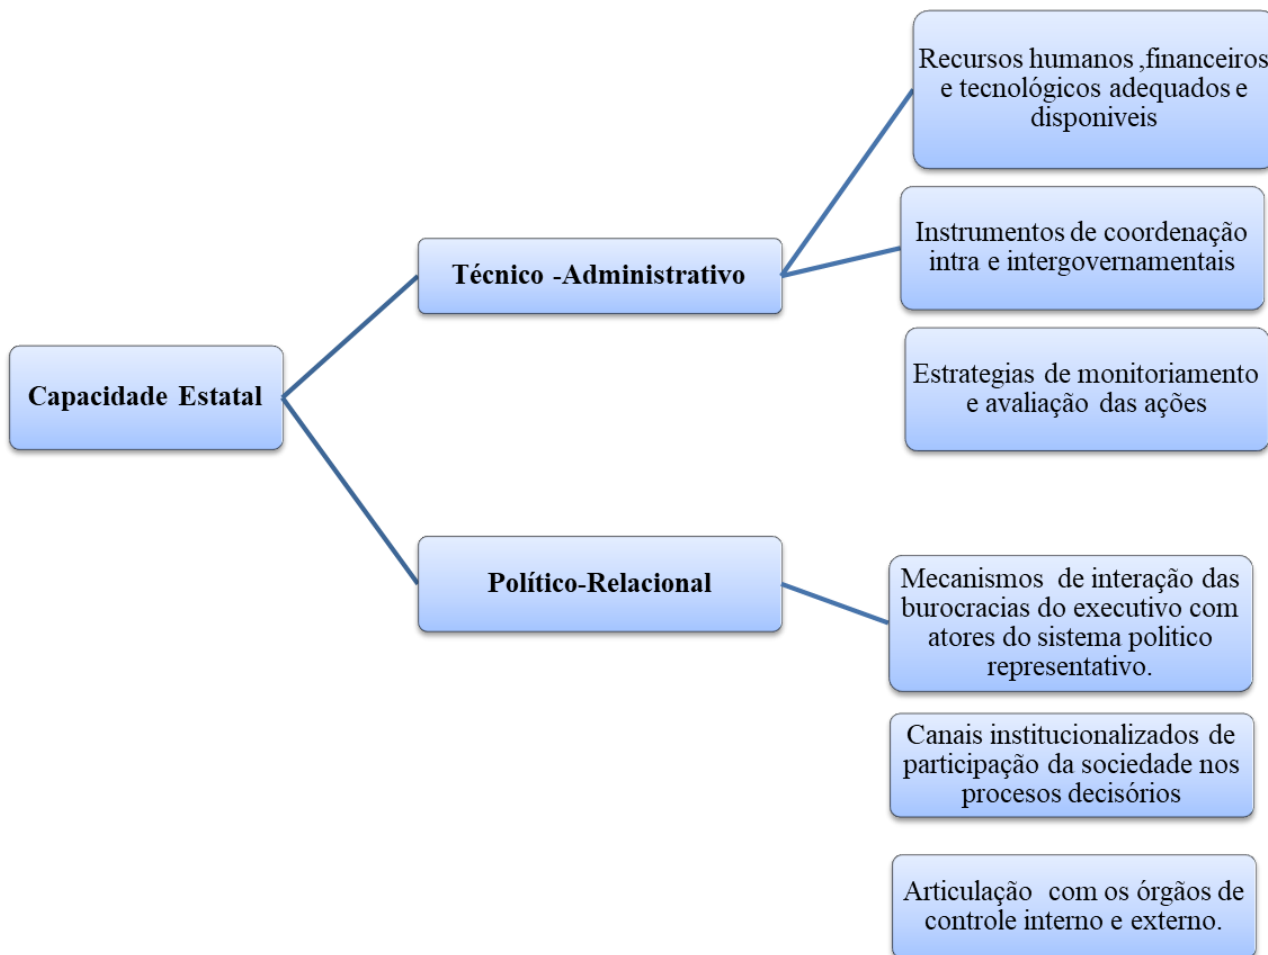 Recursos humanos ,financeiros
e tecnológicos adequados e
disponiveis
Instrumentos de coordenação
intra e intergovernamentais
Técnico -Administrativo
Estrategias de monitoriamento
e avaliação das ações
Capacidade Estatal
Político-Relacional
Mecanismos de interação das
burocracias do executivo com
atores do sistema politico
representativo.
Canais institucionalizados de
participação da sociedade nos
procesos decisórios
Articulação com os órgãos de
controle interno e externo.